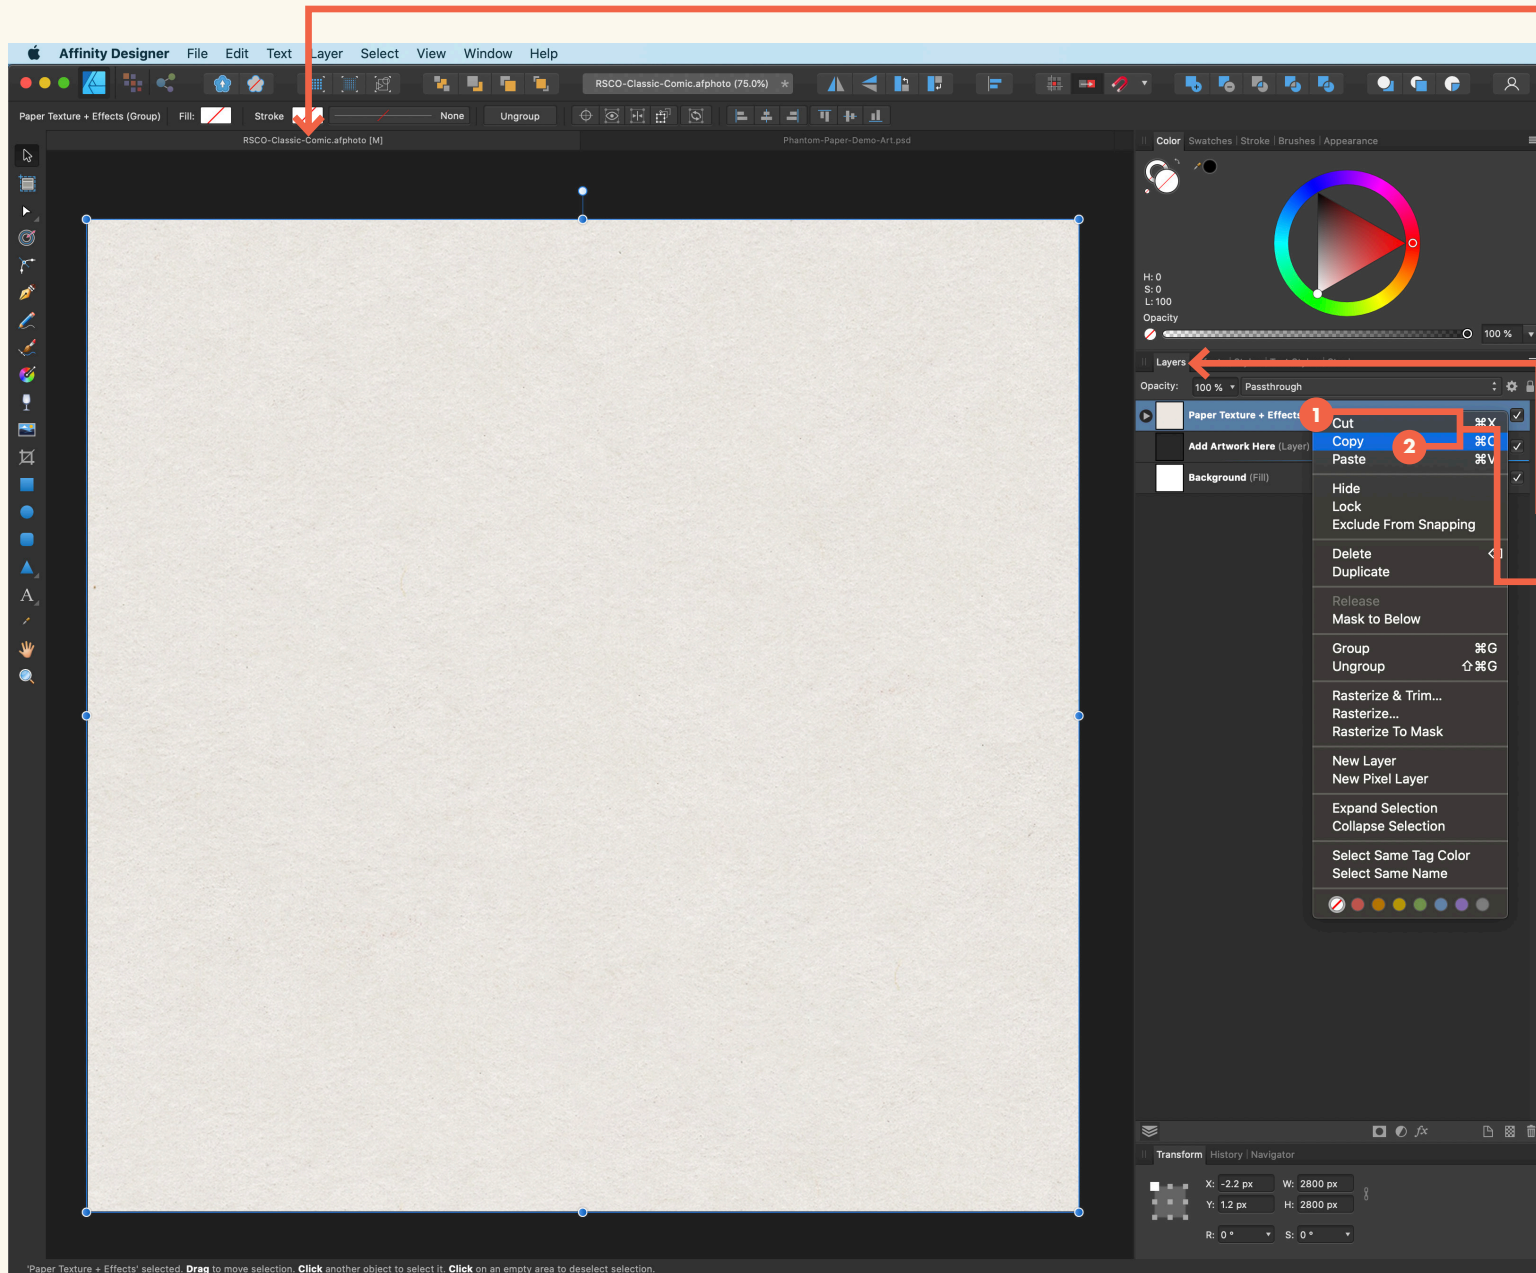 Affinity Designer File Edit Text Layer Select View Window Help
RSCO-Classic-Comic.afphoto (75.0%)
Paper Texture + Effects (Group) Fill: Stroke None Ungroup
RSCO-Classic-Comic.afphoto [M] Phantom-Paper-Demo-Art.psd
Color Swatches | Stroke | Brushes | Appearance
H: 0
S: 0
L: 100
Opacity
100 %
Layers
Opacity: 100 % Passthrough
Paper Texture + Effects
1
Add Artwork Here (Layer)
Background (Fill)
Cut ⌘X
Copy 2 ⌘C
Paste ⌘V
Hide
Lock
Exclude From Snapping
Delete
Duplicate
Release
Mask to Below
Group ⌘G
Ungroup ⇧⌘G
Rasterize & Trim...
Rasterize...
Rasterize To Mask
New Layer
New Pixel Layer
Expand Selection
Collapse Selection
Select Same Tag Color
Select Same Name
fx
Transform History | Navigator
X: -2.2 px W: 2800 px
Y: 1.2 px H: 2800 px
R: 0 ° S: 0 °
'Paper Texture + Effects' selected. Drag to move selection. Click another object to select it. Click on an empty area to deselect selection.